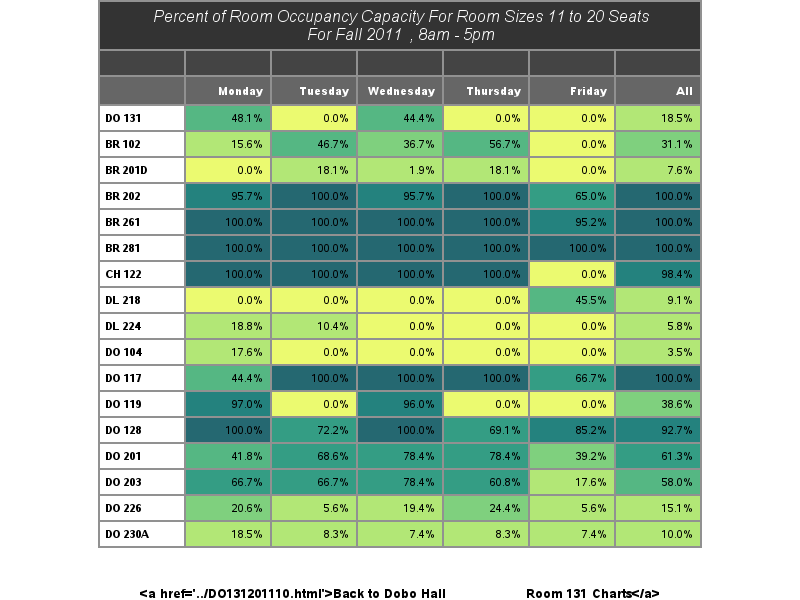 Percent of Room Occupancy Capacity For Room Sizes 11 to 20 Seats
For Fall 2011 , 8am - 5pm
Monday Tuesday Wednesday Thursday Friday All
DO 131 48.1% 0.0% 44.4% 0.0% 0.0% 18.5%
BR 102 15.6% 46.7% 36.7% 56.7% 0.0% 31.1%
BR 201D 0.0% 18.1% 1.9% 18.1% 0.0% 7.6%
BR 202 95.7% 100.0% 95.7% 100.0% 65.0% 100.0%
BR 261 100.0% 100.0% 100.0% 100.0% 95.2% 100.0%
BR 281 100.0% 100.0% 100.0% 100.0% 100.0% 100.0%
CH 122 100.0% 100.0% 100.0% 100.0% 0.0% 98.4%
DL 218 0.0% 0.0% 0.0% 0.0% 45.5% 9.1%
DL 224 18.8% 10.4% 0.0% 0.0% 0.0% 5.8%
DO 104 17.6% 0.0% 0.0% 0.0% 0.0% 3.5%
DO 117 44.4% 100.0% 100.0% 100.0% 66.7% 100.0%
DO 119 97.0% 0.0% 96.0% 0.0% 0.0% 38.6%
DO 128 100.0% 72.2% 100.0% 69.1% 85.2% 92.7%
DO 201 41.8% 68.6% 78.4% 78.4% 39.2% 61.3%
DO 203 66.7% 66.7% 78.4% 60.8% 17.6% 58.0%
DO 226 20.6% 5.6% 19.4% 24.4% 5.6% 15.1%
DO 230A 18.5% 8.3% 7.4% 8.3% 7.4% 10.0%
<a href='../DO131201110.html'>Back to Dobo Hall Room 131 Charts</a>